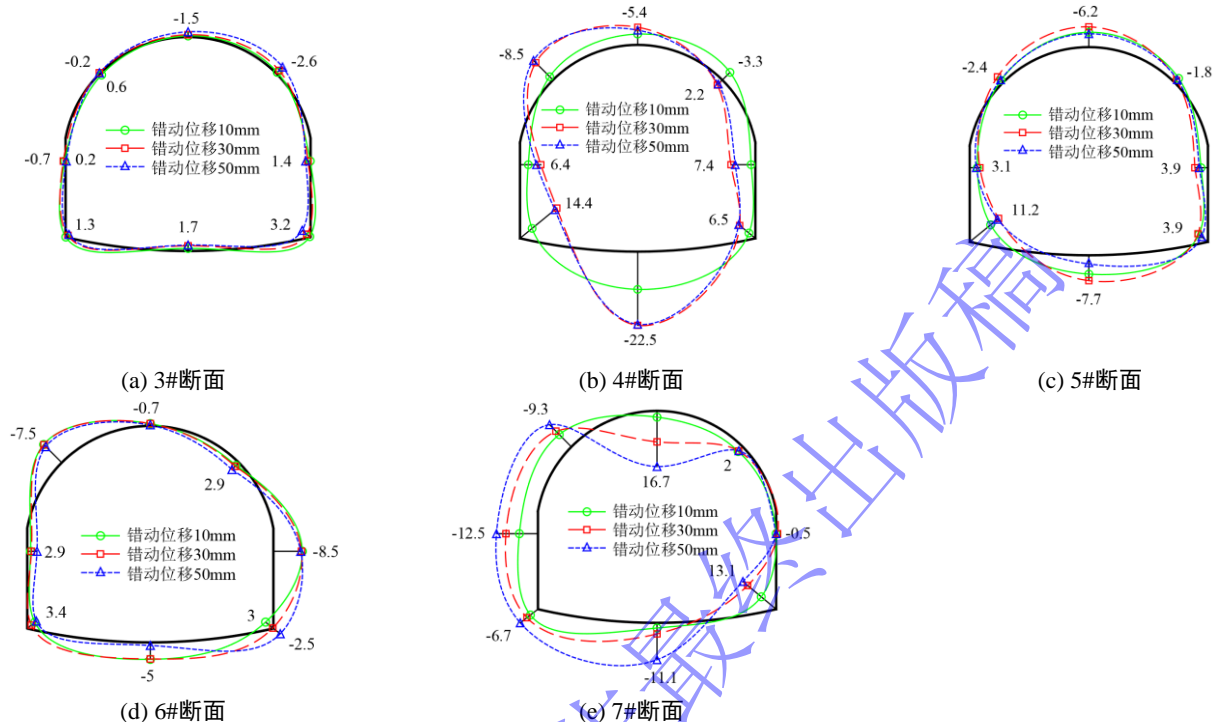 -1.5
-0.2
-2.6
0.6
错动位移10mm
错动位移30mm
错动位移50mm
-0.7
0.2
1.4
1.3
1.7
3.2
(a) 3#断面
-5.4
-8.5
-3.3
2.2
错动位移10mm
错动位移30mm
错动位移50mm
6.4
7.4
14.4
6.5
-22.5
(b) 4#断面
-6.2
-2.4
-1.8
错动位移10mm
错动位移30mm
错动位移50mm
3.1
3.9
11.2
3.9
-7.7
(c) 5#断面
-0.7
-7.5
2.9
错动位移10mm
错动位移30mm
错动位移50mm
2.9
-8.5
3.4
3
-2.5
-5
(d) 6#断面
-9.3
2
16.7
错动位移10mm
错动位移30mm
错动位移50mm
-12.5
-0.5
13.1
-6.7
-11.1
(e) 7#断面
最终出版稿